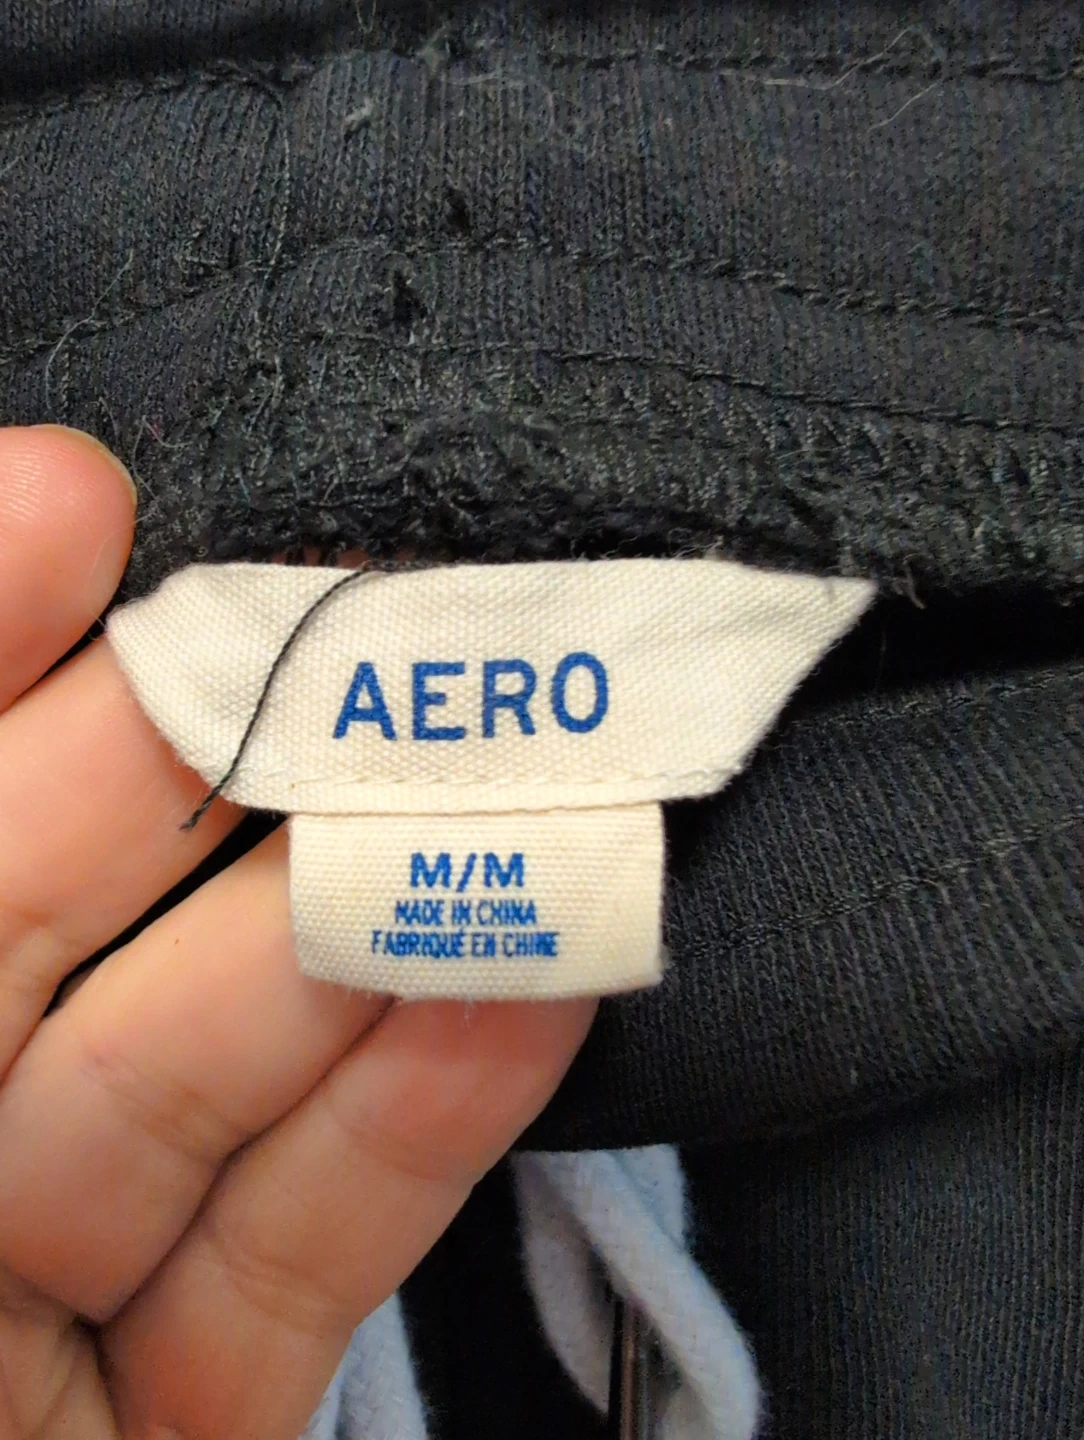 AERO
M/M
MADE IN CHINA
FABRIQUÉ EN CHINE